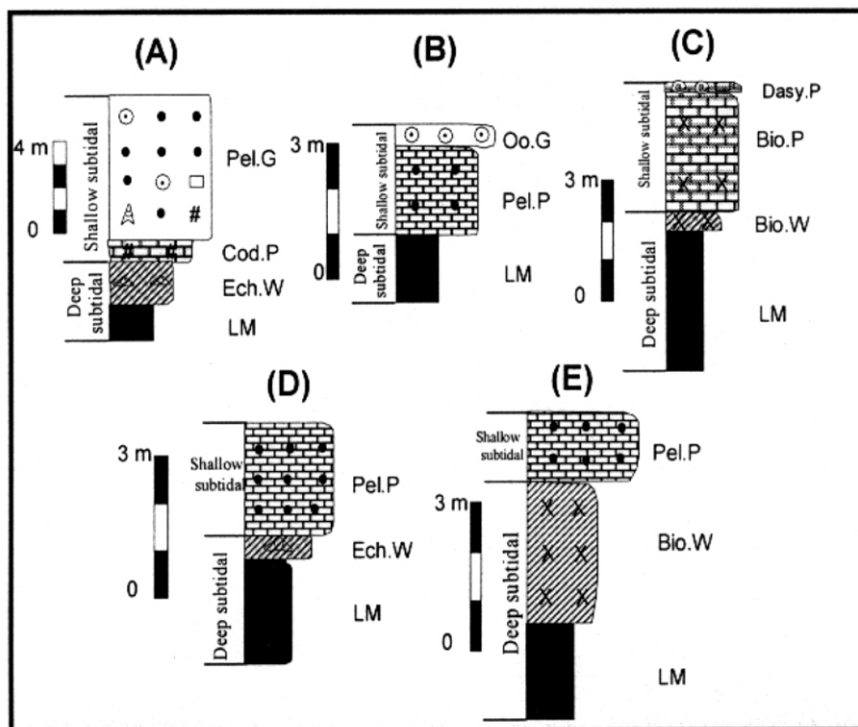 (A)
4 m
0
Shallow subtidal
Deep
subtidal
Pel.G
Cod.P
Ech.W
LM
(B)
3 m
0
Shallow subtidal
Deep
subtidal
Oo.G
Pel.P
LM
(C)
3 m
0
Shallow subtidal
Deep subtidal
Dasy.P
Bio.P
Bio.W
LM
(D)
3 m
0
Shallow
subtidal
Deep subtidal
Pel.P
Ech.W
LM
(E)
3 m
0
Shallow
subtidal
Deep subtidal
Pel.P
Bio.W
LM